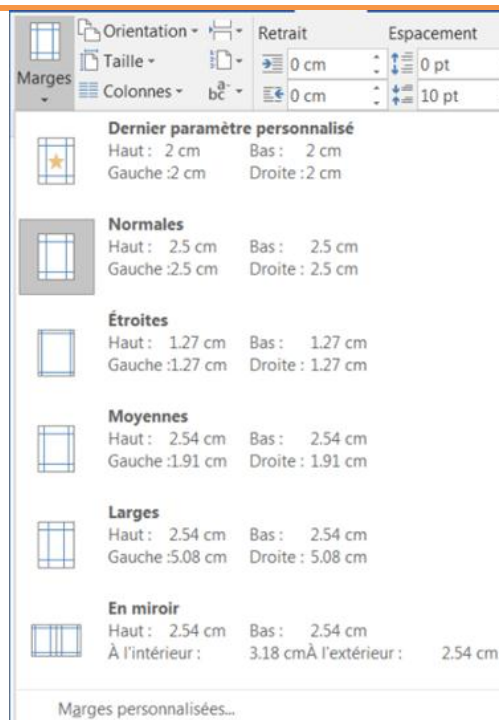 Orientation Retrait Espacement
Taille 0 cm 0 pt
Marges
Colonnes bc a- 0 cm 10 pt
Dernier paramètre personnalisé
Haut : 2 cm Bas : 2 cm
Gauche :2 cm Droite :2 cm
Normales
Haut : 2.5 cm Bas : 2.5 cm
Gauche :2.5 cm Droite : 2.5 cm
Étroites
Haut : 1.27 cm Bas : 1.27 cm
Gauche :1.27 cm Droite : 1.27 cm
Moyennes
Haut : 2.54 cm Bas : 2.54 cm
Gauche :1.91 cm Droite : 1.91 cm
Larges
Haut : 2.54 cm Bas : 2.54 cm
Gauche :5.08 cm Droite : 5.08 cm
En miroir
Haut : 2.54 cm Bas : 2.54 cm
À l'intérieur : 3.18 cmÀ l'extérieur : 2.54 cm
Marges personnalisées...